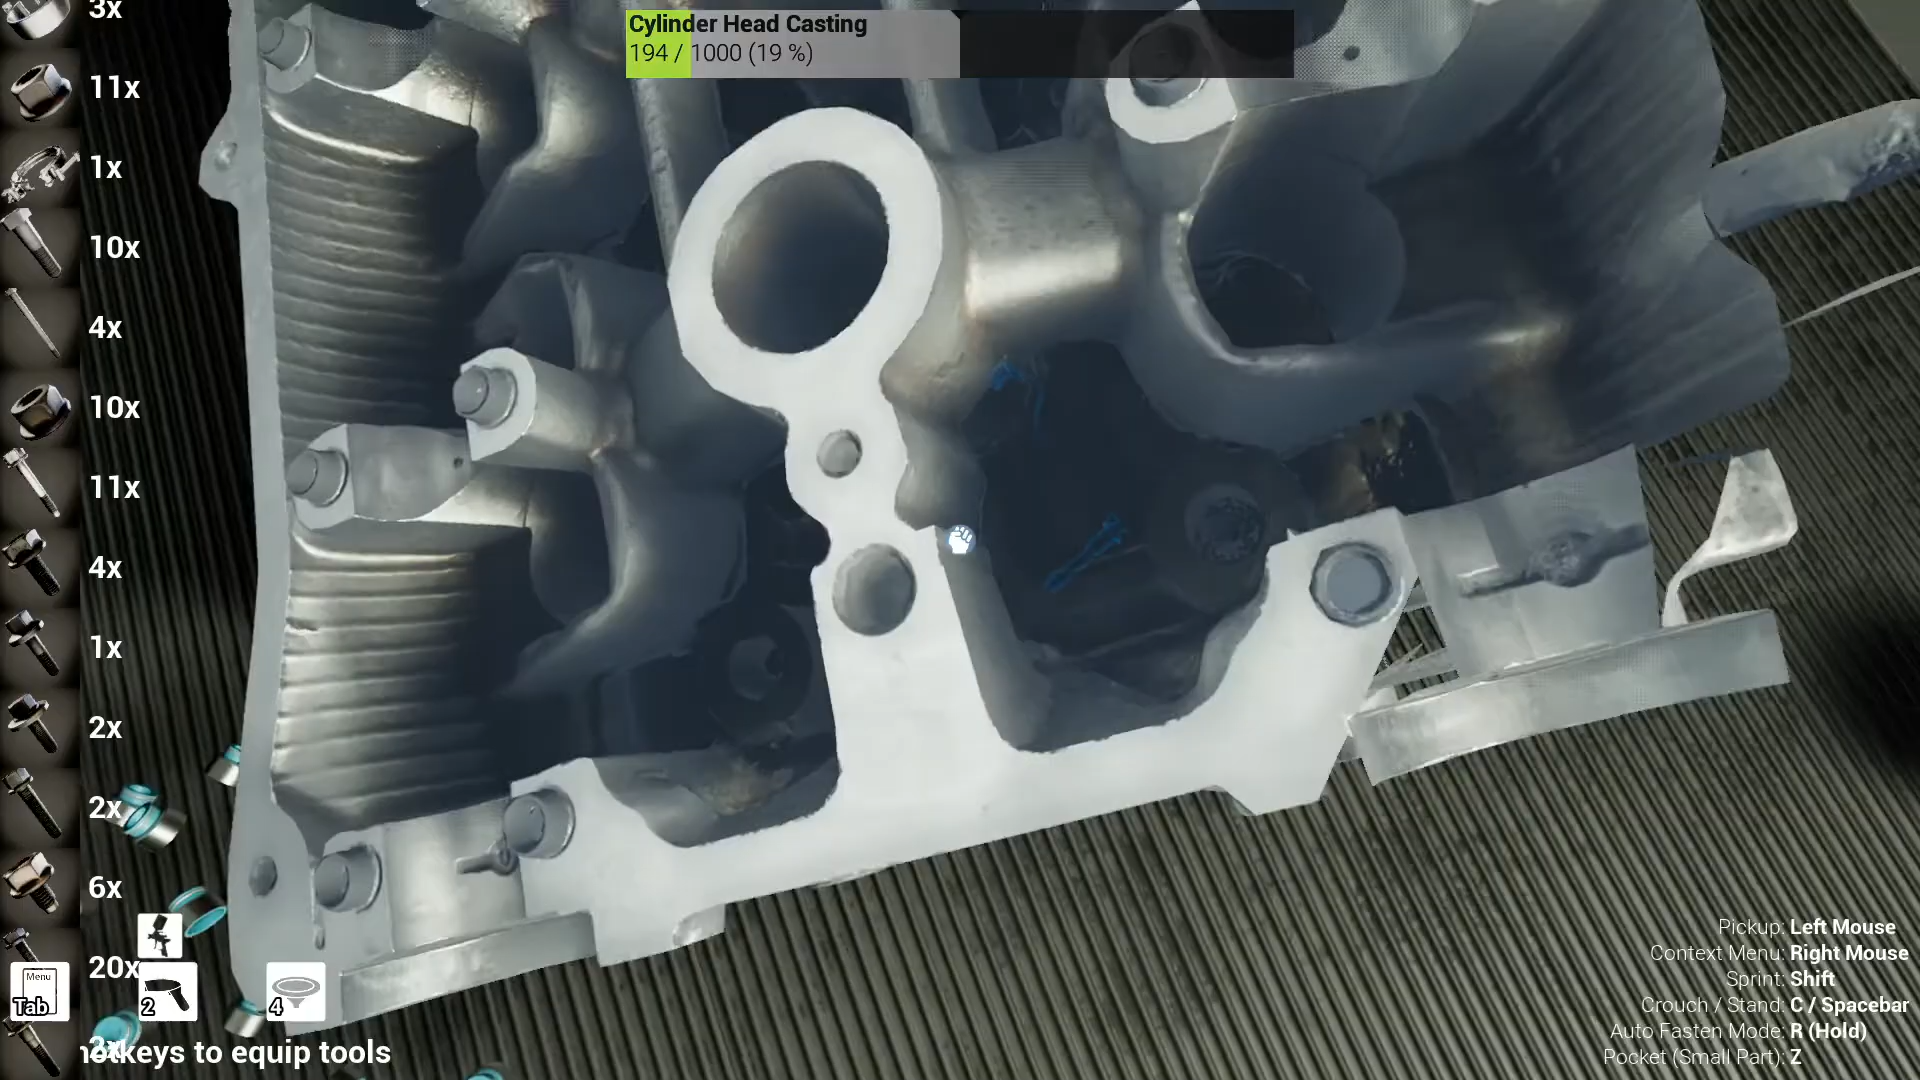 3x
Cylinder Head Casting
194 / 1000 (19 %)
11x
1x
10x
4x
10x
11x
4x
1x
2x
2x
6x
20x
Menu
Tab
2
4
hotkeys to equip tools
Pickup: Left Mouse
Context Menu: Right Mouse
Sprint: Shift
Crouch / Stand: C / Spacebar
Auto Fasten Mode: R (Hold)
Pocket (Small Part): Z